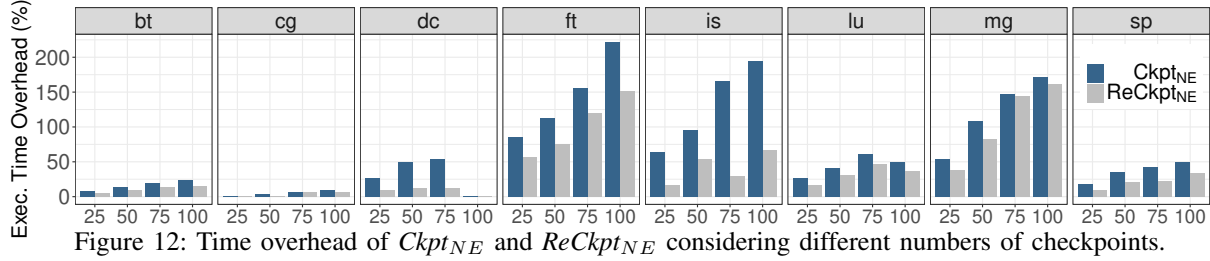 bt cg dc ft is lu mg sp
Exec. Time Overhead (%)
200
150
100
50
0
Ckpt_NE
ReCkpt_NE
25 50 75 100 25 50 75 100 25 50 75 100 25 50 75 100 25 50 75 100 25 50 75 100 25 50 75 100 25 50 75 100
Figure 12: Time overhead of Ckpt_NE and ReCkpt_NE considering different numbers of checkpoints.